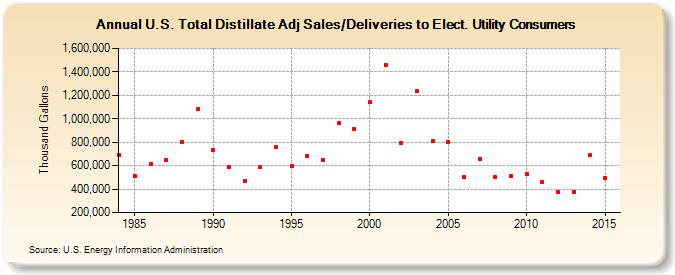 Annual U.S. Total Distillate Adj Sales/Deliveries to Elect. Utility Consumers
Thousand Gallons
1,600,000
1,400,000
1,200,000
1,000,000
800,000
600,000
400,000
200,000
1985 1990 1995 2000 2005 2010 2015
Source: U.S. Energy Information Administration